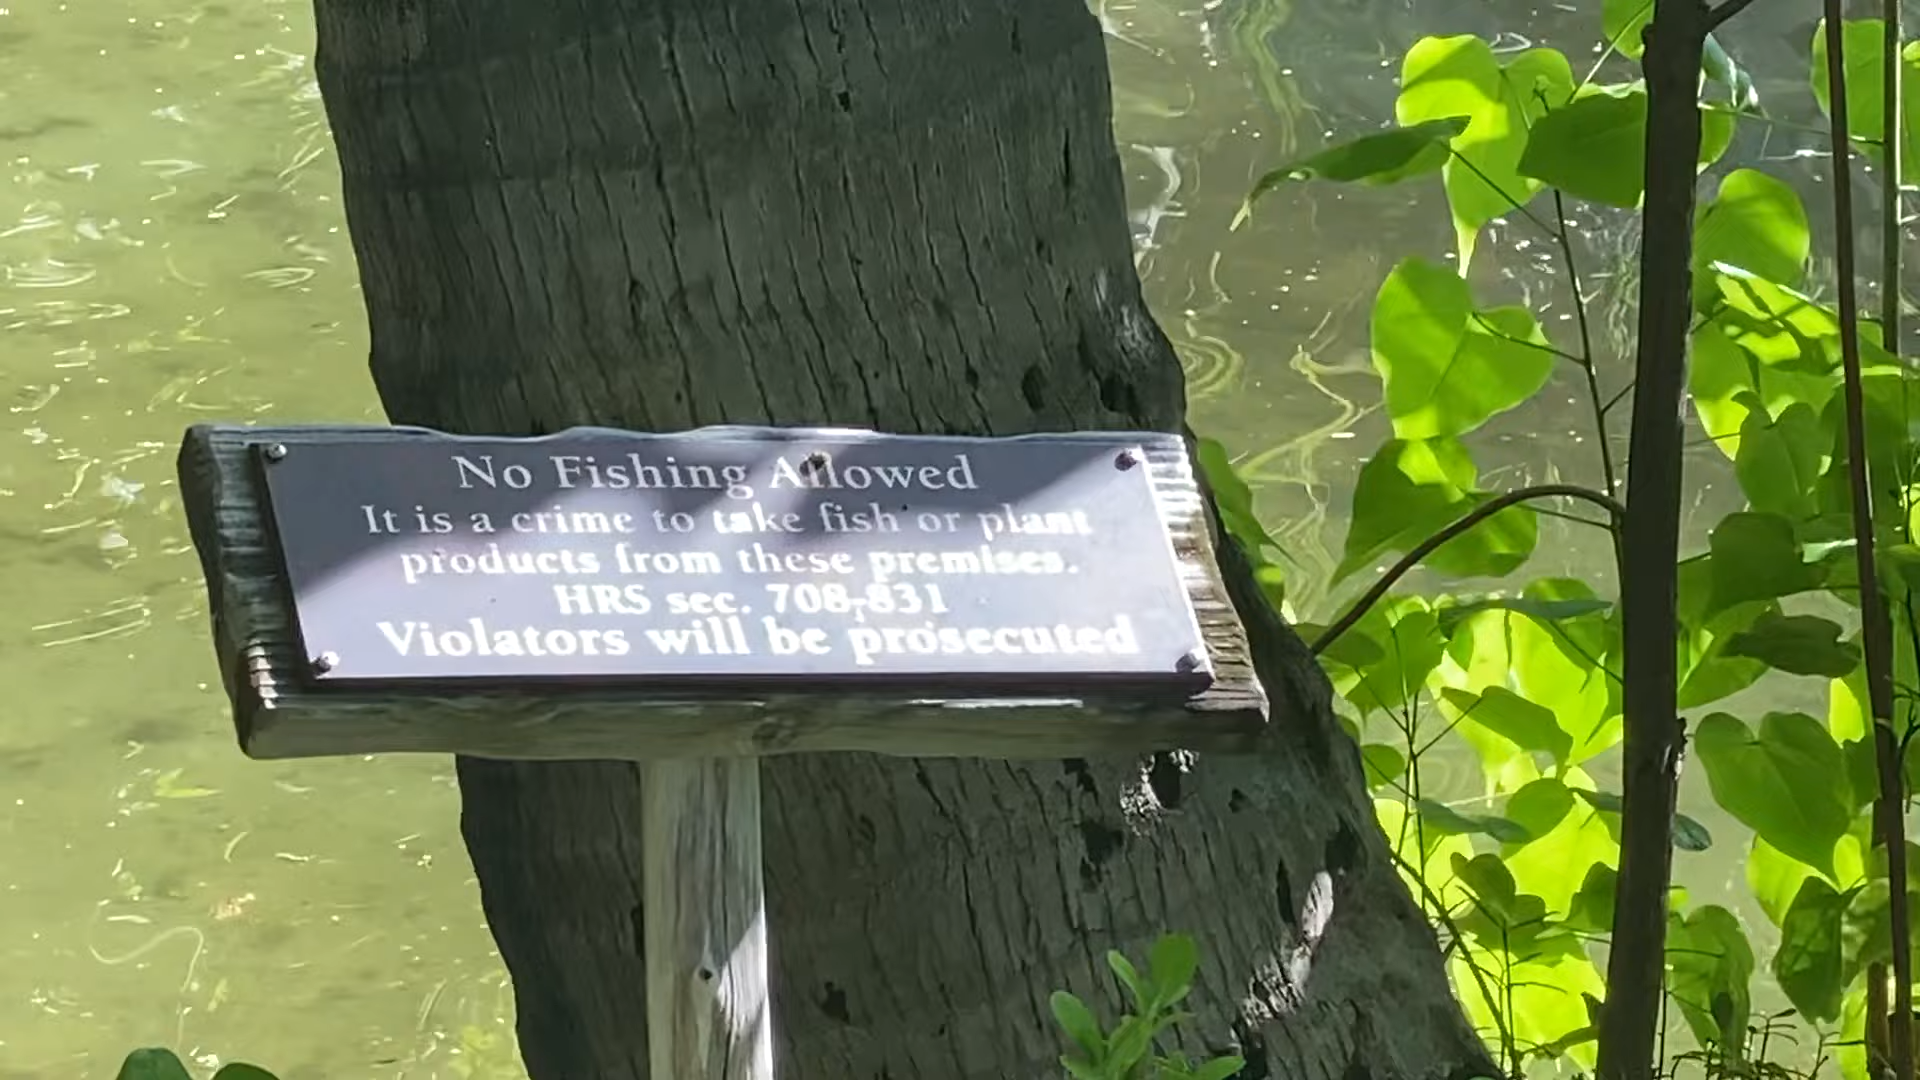 No Fishing Allowed
It is a crime to take fish or plant
products from these premises.
HRS sec. 708-831
Violators will be prosecuted